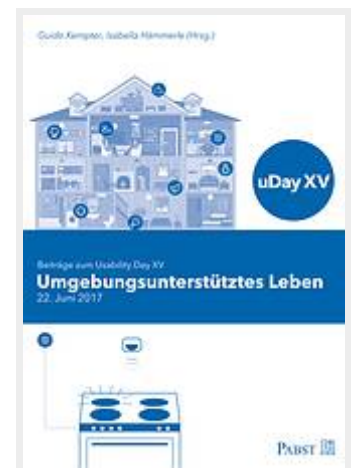 Guido Kempter, Isabella Hämmerle (Hrsg.)
uDay XV
Beiträge zum Usability Day XV
Umgebungsunterstütztes Leben
22. Juni 2017
PABST